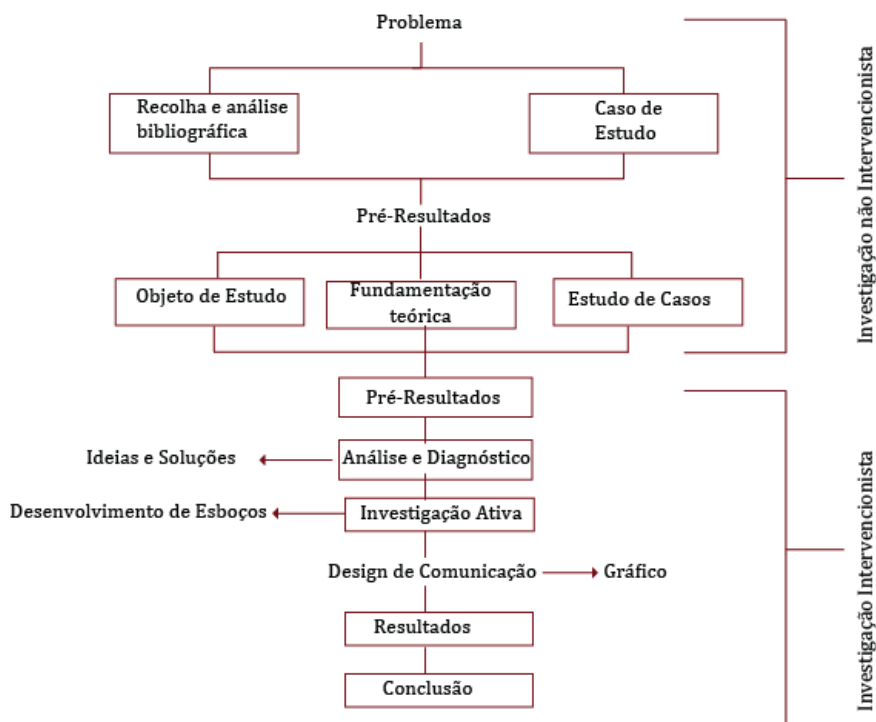 Problema
Recolha e análise
bibliográfica
Caso de
Estudo
Pré-Resultados
Objeto de Estudo
Fundamentação
teórica
Estudo de Casos
Investigação não Intervencionista
Pré-Resultados
Ideias e Soluções
Análise e Diagnóstico
Desenvolvimento de Esboços
Investigação Ativa
Design de Comunicação
Gráfico
Resultados
Conclusão
Investigação Intervencionista